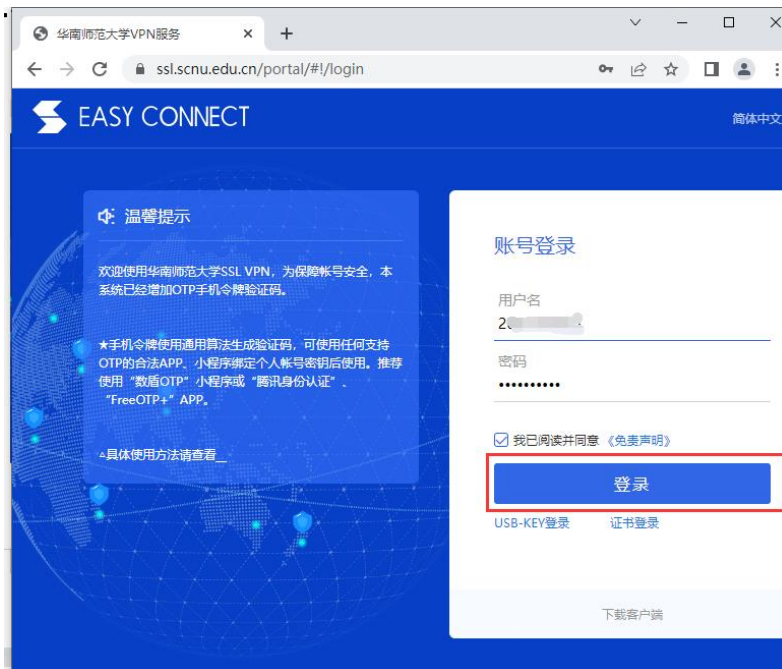 华南师范大学VPN服务
ssl.scnu.edu.cn/portal/#!/login
EASY CONNECT
简体中文
温馨提示
欢迎使用华南师范大学SSL VPN，为保障帐号安全，本
系统已经增加OTP手机令牌验证码。
★手机令牌使用通用算法生成验证码，可使用任何支持
OTP的合法APP、小程序绑定个人帐号密钥后使用。推荐
使用“数盾OTP”小程序或“腾讯身份认证”、
“FreeOTP+”APP。
▵具体使用方法请查看__
账号登录
用户名
2
密码
••••••••••
我已阅读并同意《免责声明》
登录
USB-KEY登录
证书登录
下载客户端